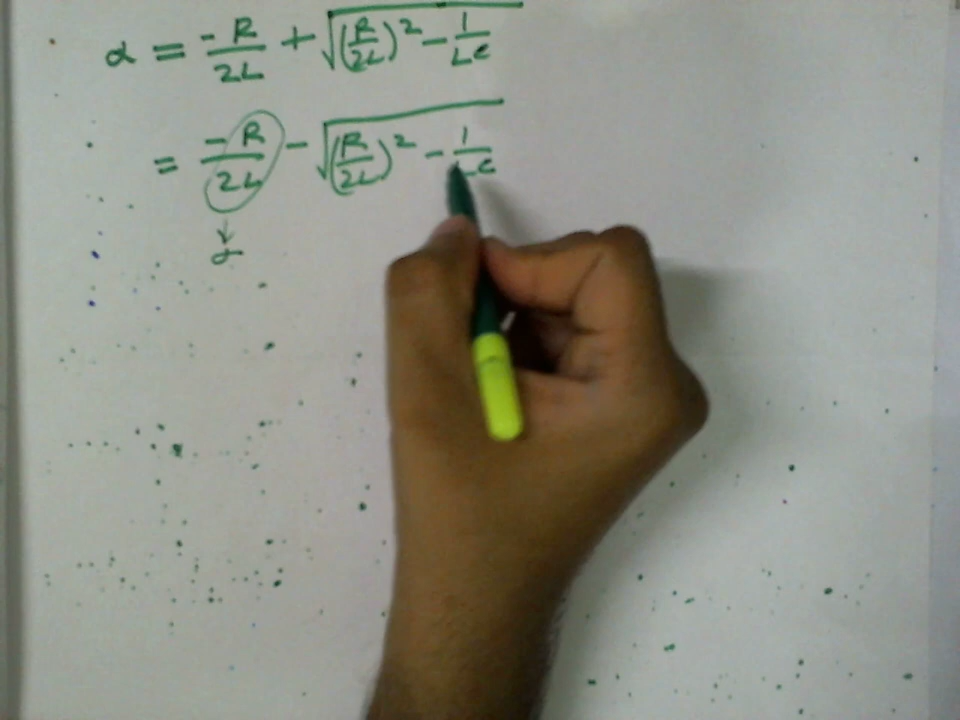 α = -R/2L + √((R/2L)² - 1/LC
= -R/2L - √((R/2L)² - 1/LC
↓